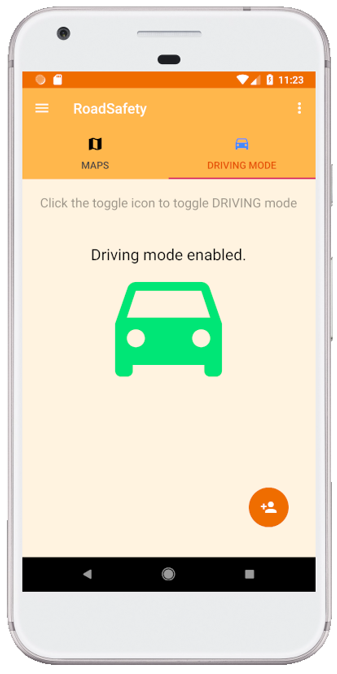 11:23
RoadSafety
MAPS
DRIVING MODE
Click the toggle icon to toggle DRIVING mode
Driving mode enabled.